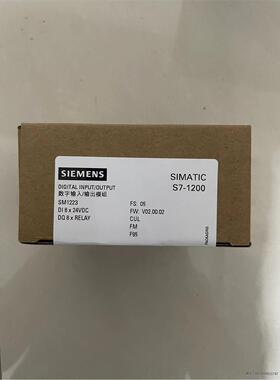 SIEMENS
SIMATIC
S7-1200
DIGITAL INPUT/OUTPUT
数字输入/输出模组
SM1223
DI 8 x 24VDC
DQ 8 x RELAY
FS: 05
FW: V02.00.02
CUL
FM